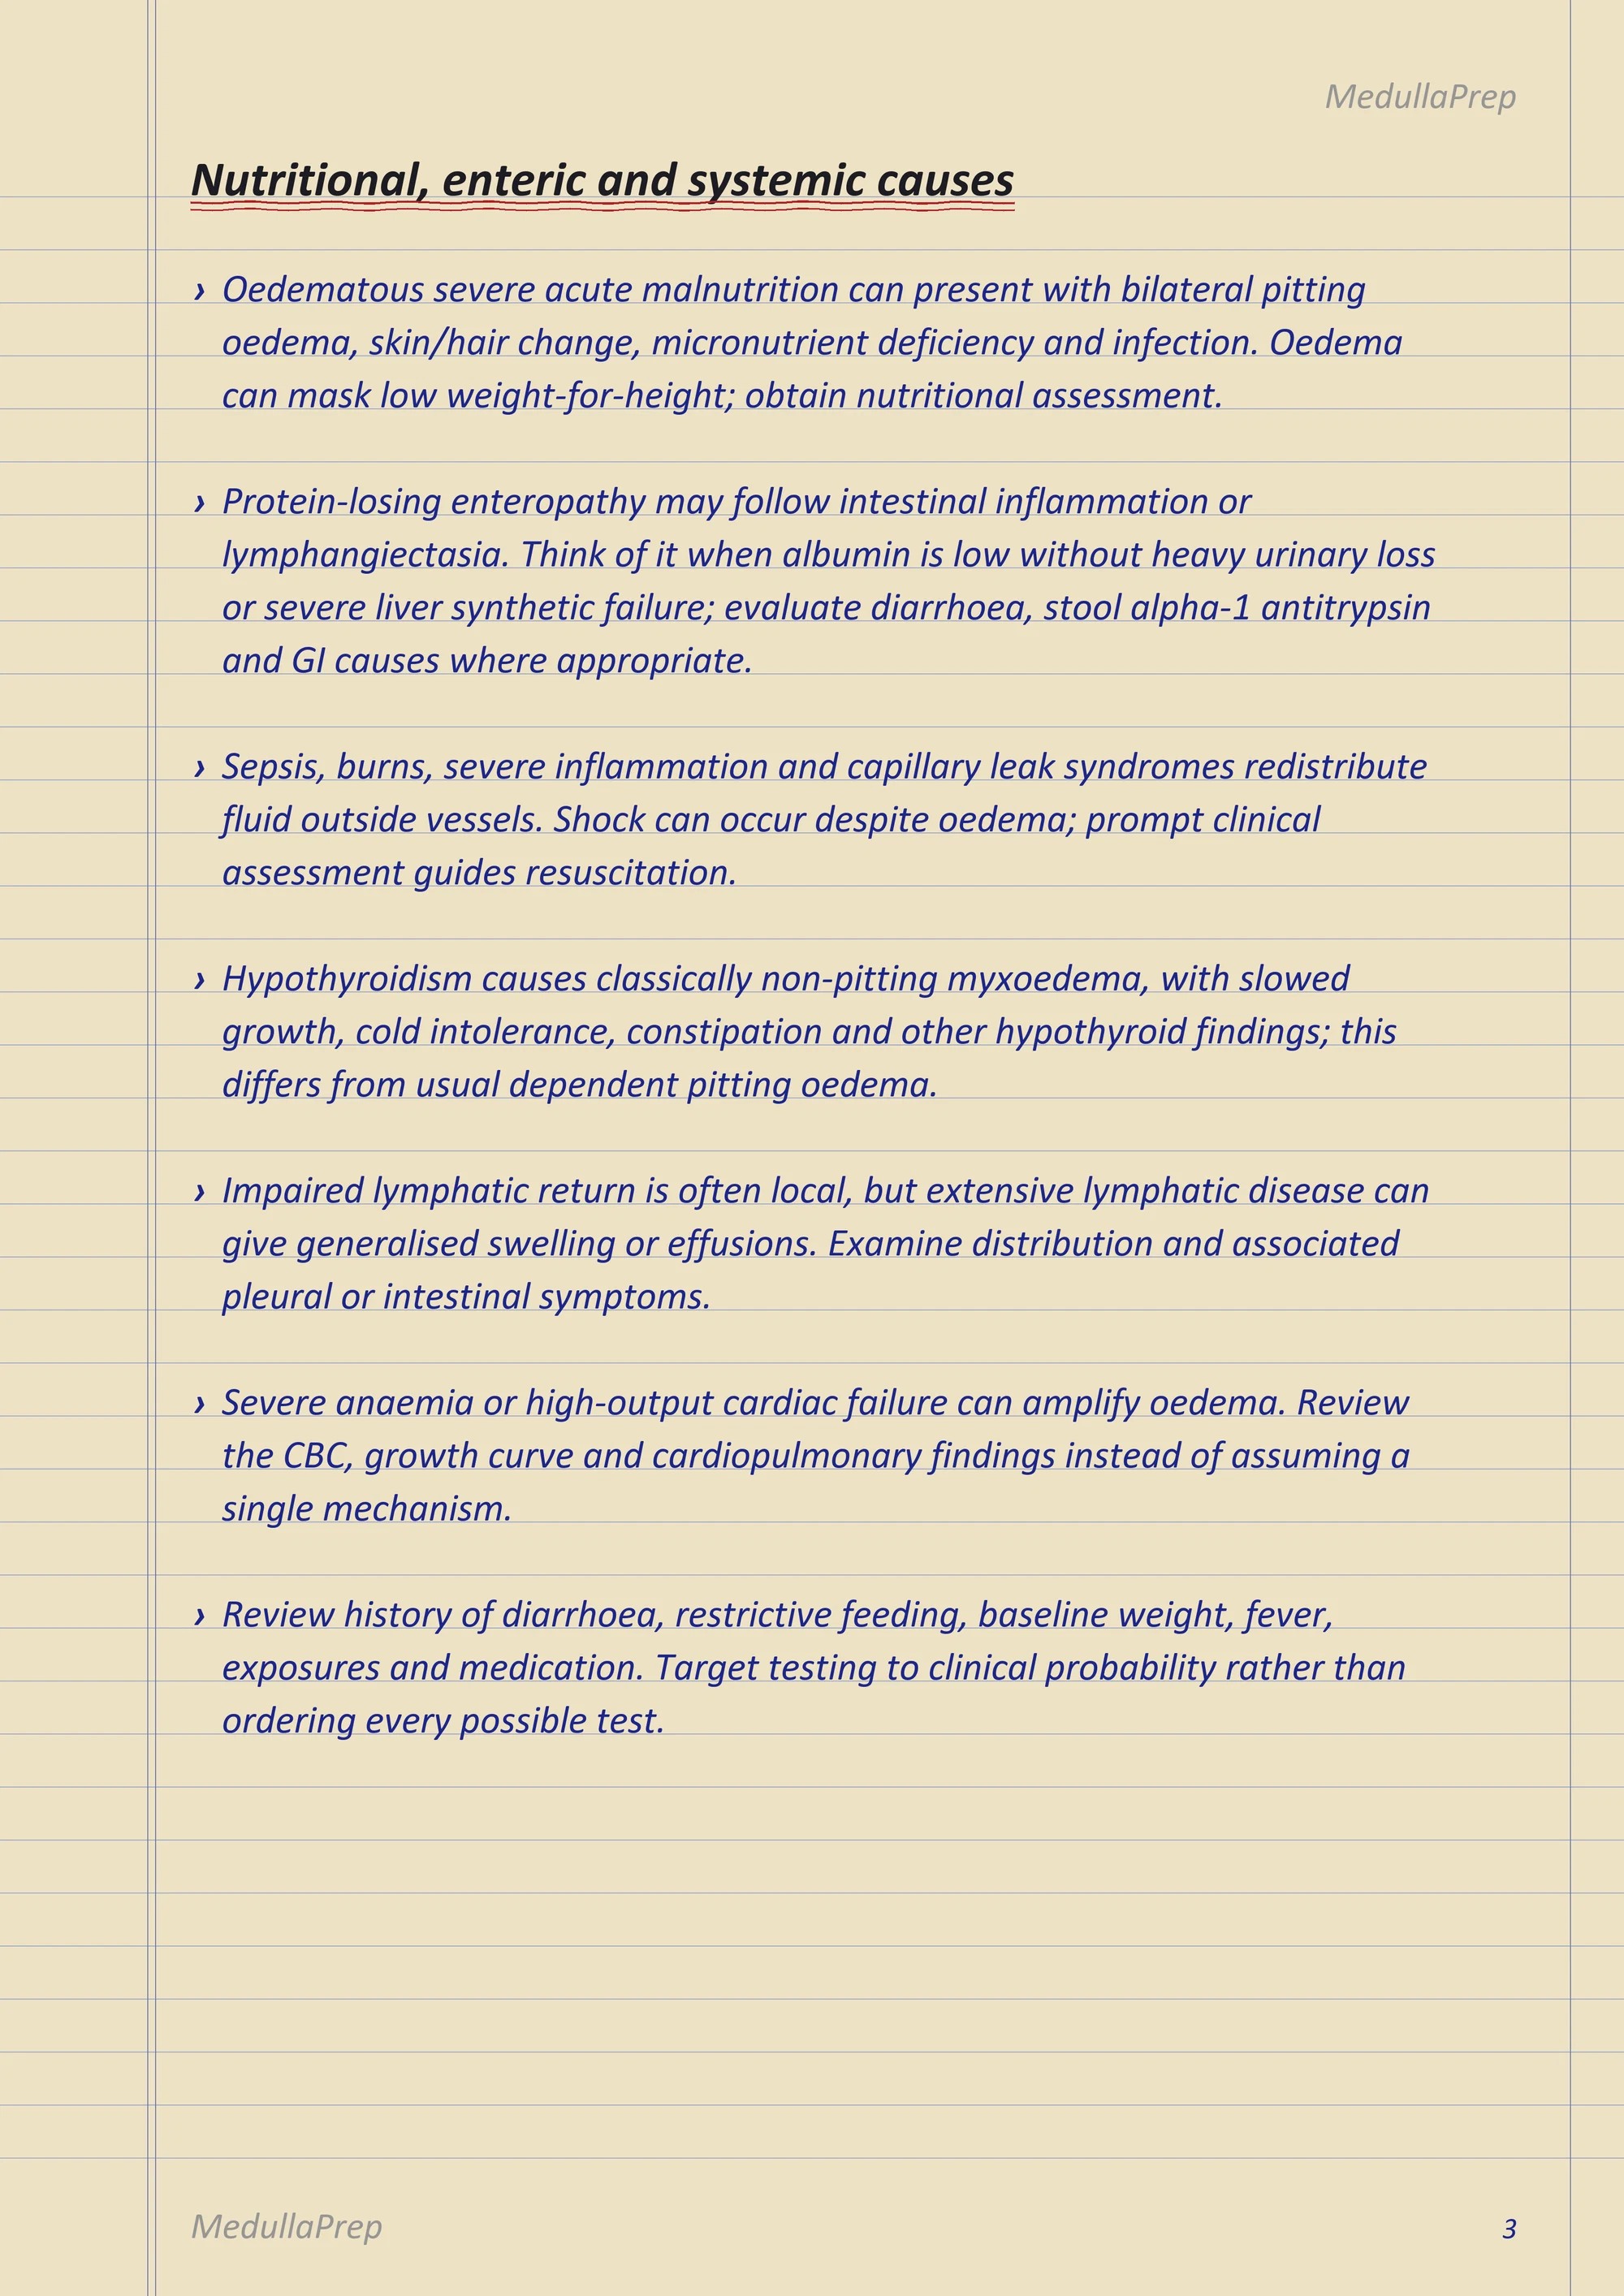 MedullaPrep
Nutritional, enteric and systemic causes
› Oedematous severe acute malnutrition can present with bilateral pitting
oedema, skin/hair change, micronutrient deficiency and infection. Oedema
can mask low weight-for-height; obtain nutritional assessment.
› Protein-losing enteropathy may follow intestinal inflammation or
lymphangiectasia. Think of it when albumin is low without heavy urinary loss
or severe liver synthetic failure; evaluate diarrhoea, stool alpha-1 antitrypsin
and GI causes where appropriate.
› Sepsis, burns, severe inflammation and capillary leak syndromes redistribute
fluid outside vessels. Shock can occur despite oedema; prompt clinical
assessment guides resuscitation.
› Hypothyroidism causes classically non-pitting myxoedema, with slowed
growth, cold intolerance, constipation and other hypothyroid findings; this
differs from usual dependent pitting oedema.
› Impaired lymphatic return is often local, but extensive lymphatic disease can
give generalised swelling or effusions. Examine distribution and associated
pleural or intestinal symptoms.
› Severe anaemia or high-output cardiac failure can amplify oedema. Review
the CBC, growth curve and cardiopulmonary findings instead of assuming a
single mechanism.
› Review history of diarrhoea, restrictive feeding, baseline weight, fever,
exposures and medication. Target testing to clinical probability rather than
ordering every possible test.
MedullaPrep
3